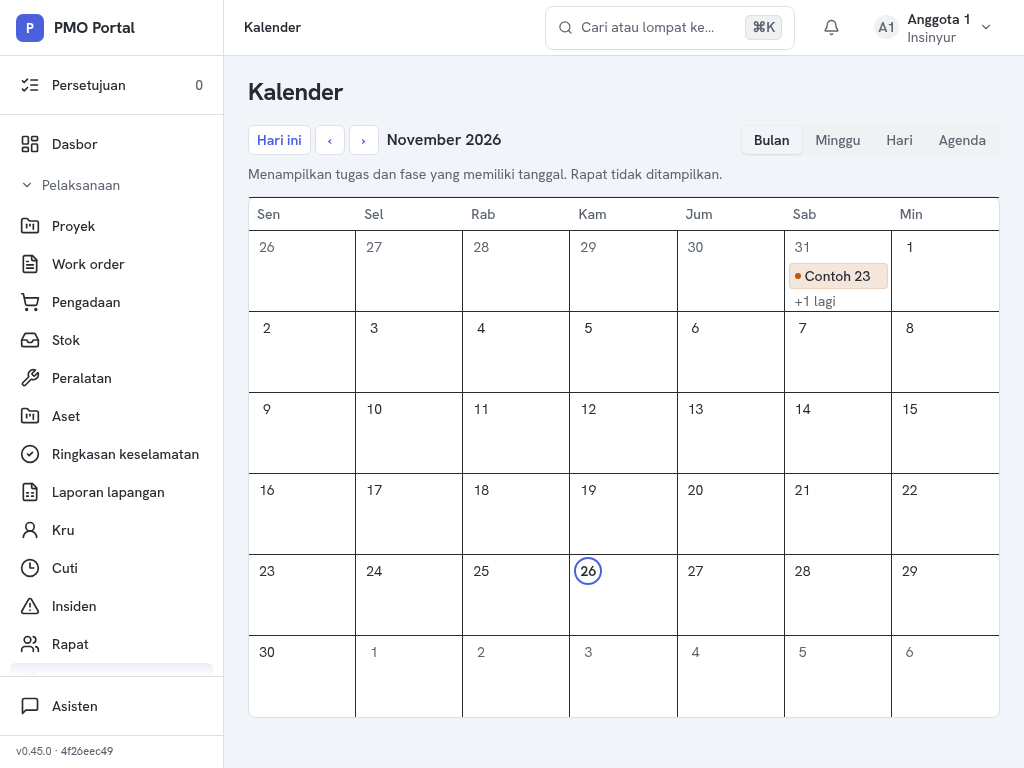 P PMO Portal
Persetujuan 0
Dasbor
Pelaksanaan
Proyek
Work order
Pengadaan
Stok
Peralatan
Aset
Ringkasan keselamatan
Laporan lapangan
Kru
Cuti
Insiden
Rapat
Asisten
v0.45.0 · 4f26eec49
Kalender
Cari atau lompat ke... ⌘K
A1 Anggota 1
Insinyur
Kalender
Hari ini ‹ › November 2026
Bulan Minggu Hari Agenda
Menampilkan tugas dan fase yang memiliki tanggal. Rapat tidak ditampilkan.
Sen Sel Rab Kam Jum Sab Min
26 27 28 29 30 31 1
Contoh 23
+1 lagi
2 3 4 5 6 7 8
9 10 11 12 13 14 15
16 17 18 19 20 21 22
23 24 25 26 27 28 29
30 1 2 3 4 5 6